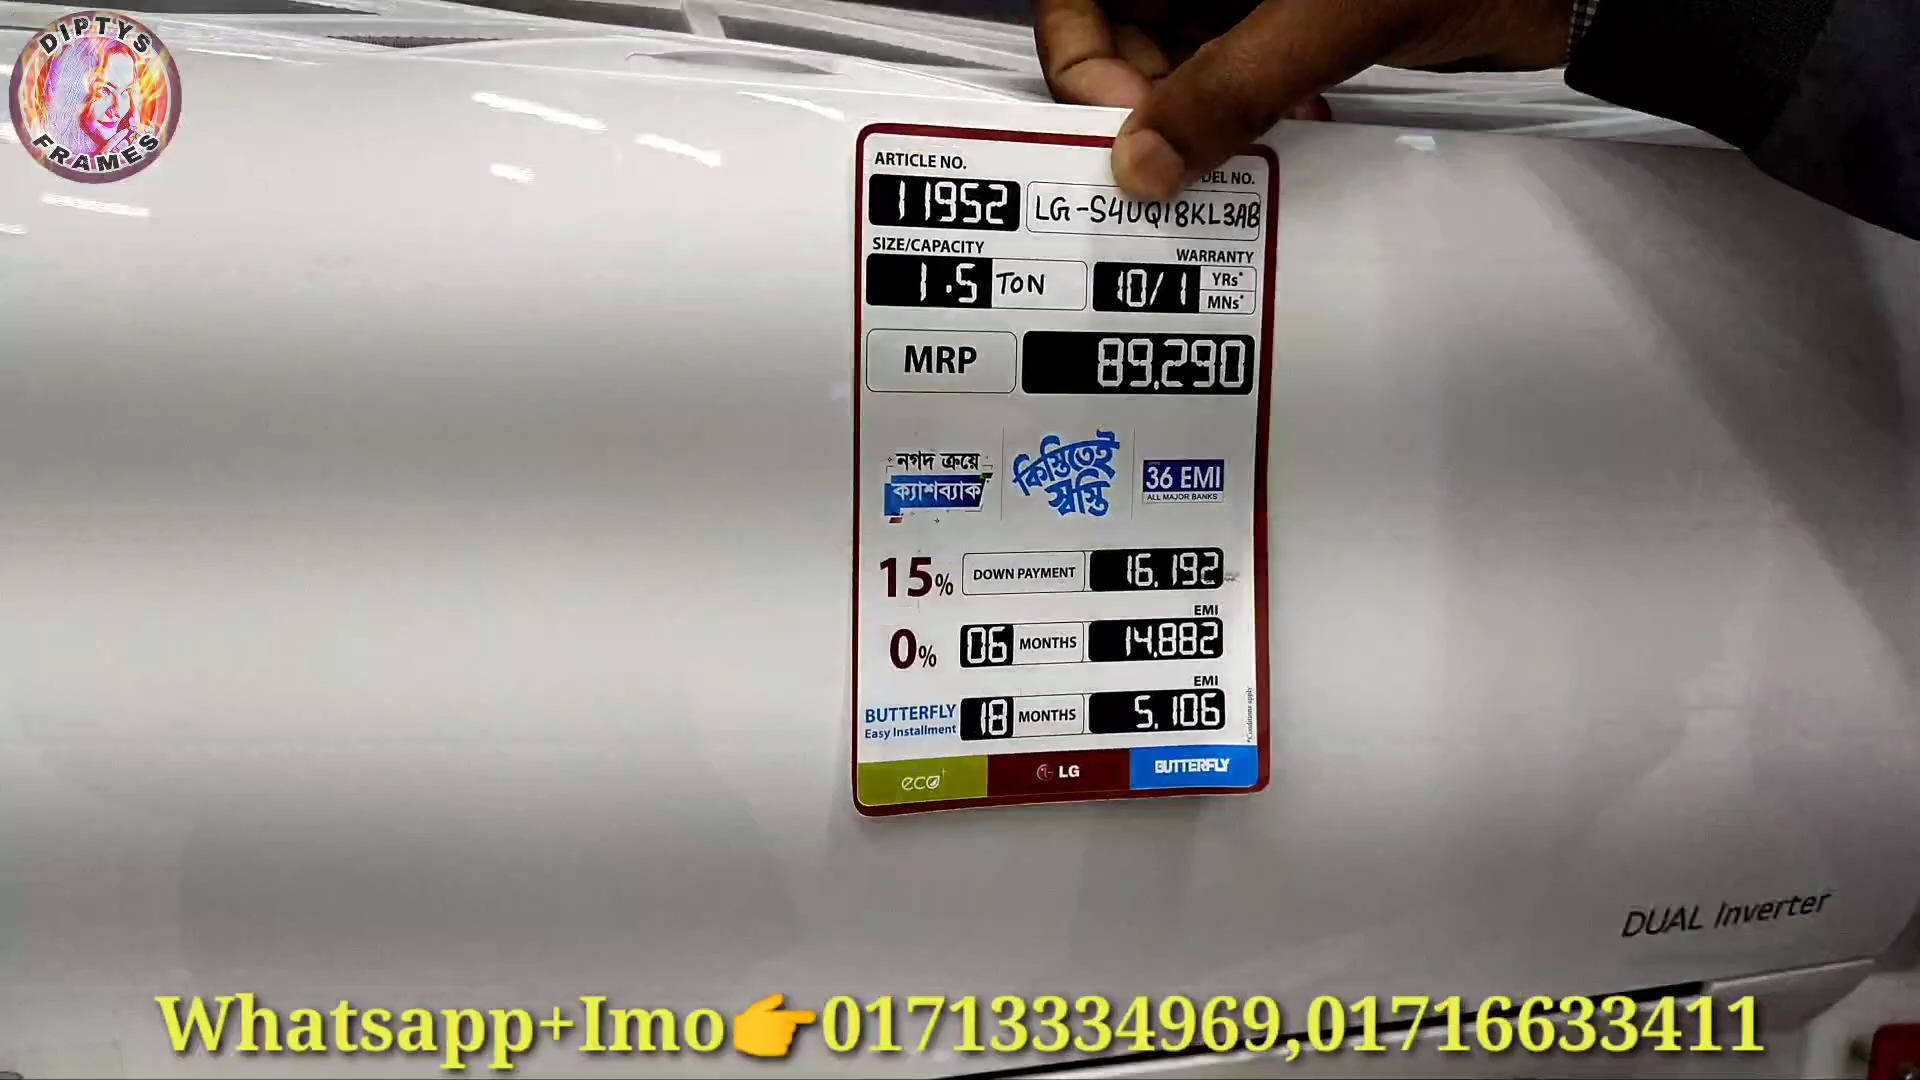 DIPTYS
FRAMES
ARTICLE NO.
DEL NO.
11952
LG-S4UQ18KL3AB
SIZE/CAPACITY
WARRANTY
1.5 TON
10/1
YRs*
MNs*
MRP
89,290
নগদ ক্রয়ে
ক্যাশব্যাক
কিস্তিতেই
স্বস্তি
36 EMI
ALL MAJOR BANKS
15% DOWN PAYMENT 16,192
EMI
0% 06 MONTHS 14,882
EMI
BUTTERFLY
Easy Installment
18 MONTHS 5,106
*Conditions apply
eco+
LG
BUTTERFLY
DUAL Inverter
Whatsapp+Imo👉01713334969,01716633411